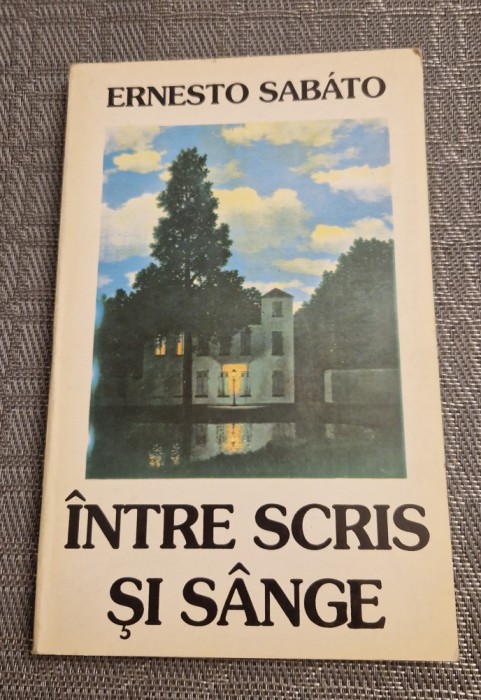 ERNESTO SABÁTO
ÎNTRE SCRIS
ŞI SÂNGE